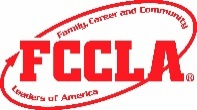 Family, Career and Community
FCCLA®
Leaders of America